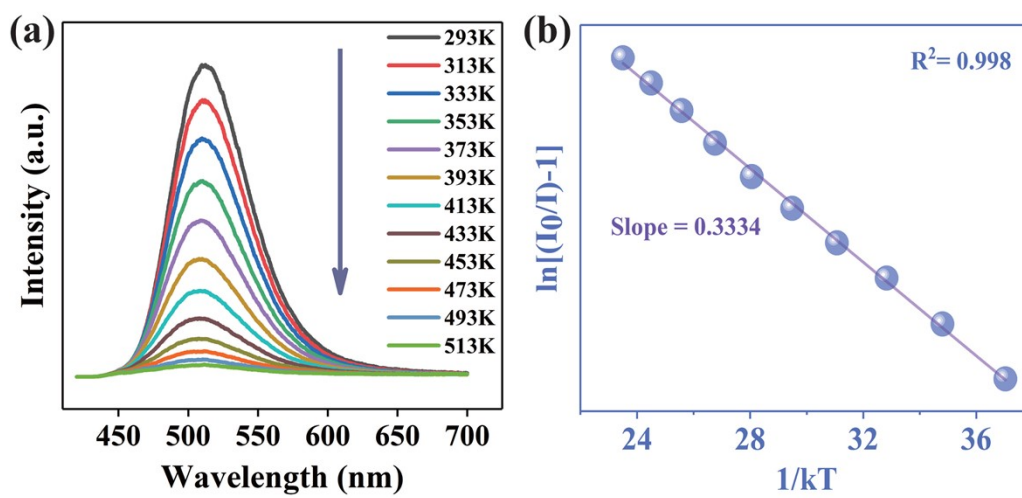 (a)
Intensity (a.u.)
293K
313K
333K
353K
373K
393K
413K
433K
453K
473K
493K
513K
450 500 550 600 650 700
Wavelength (nm)
(b)
ln[(I₀/I)-1]
R²= 0.998
Slope = 0.3334
24 28 32 36
1/kT